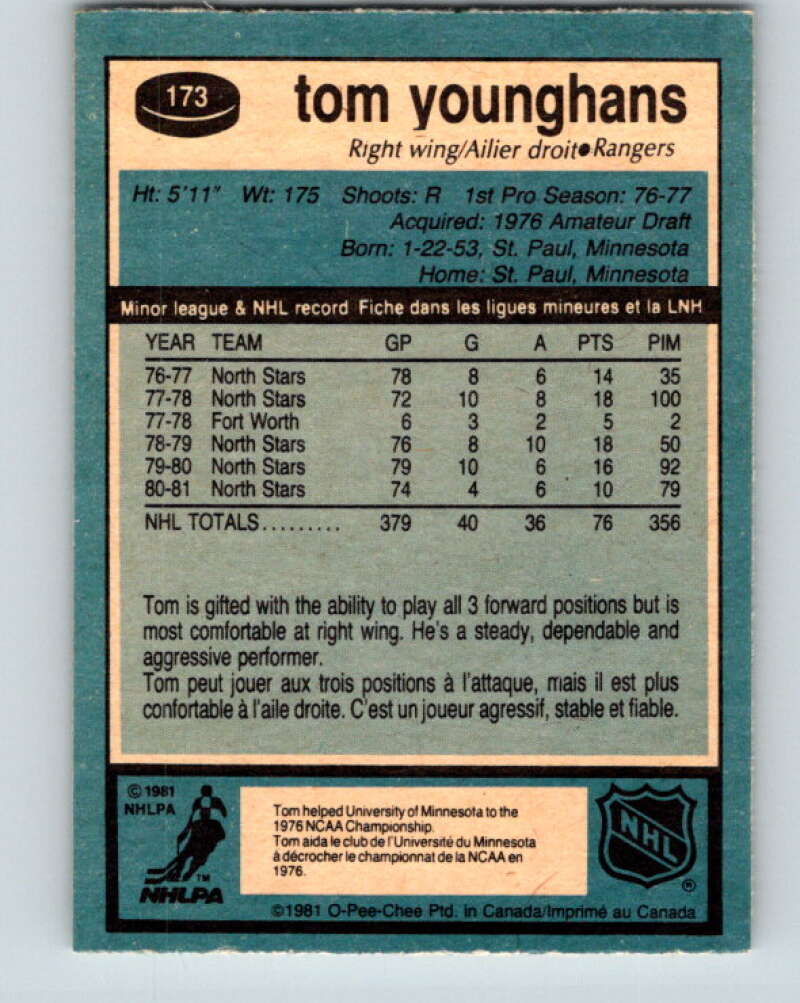 173
tom younghans
Right wing/Ailier droit●Rangers
Ht: 5'11" Wt: 175 Shoots: R 1st Pro Season: 76-77
Acquired: 1976 Amateur Draft
Born: 1-22-53, St. Paul, Minnesota
Home: St. Paul, Minnesota
Minor league & NHL record Fiche dans les ligues mineures et la LNH
YEAR TEAM GP G A PTS PIM
76-77 North Stars 78 8 6 14 35
77-78 North Stars 72 10 8 18 100
77-78 Fort Worth 6 3 2 5 2
78-79 North Stars 76 8 10 18 50
79-80 North Stars 79 10 6 16 92
80-81 North Stars 74 4 6 10 79
NHL TOTALS......... 379 40 36 76 356
Tom is gifted with the ability to play all 3 forward positions but is
most comfortable at right wing. He's a steady, dependable and
aggressive performer.
Tom peut jouer aux trois positions à l'attaque, mais il est plus
confortable à l'aile droite. C'est un joueur agressif, stable et fiable.
© 1981
NHLPA
TM
NHLPA
Tom helped University of Minnesota to the
1976 NCAA Championship.
Tom aida le club de l'Université du Minnesota
à décrocher le championnat de la NCAA en
1976.
NHL
®
©1981 O-Pee-Chee Ptd. in Canada/Imprimé au Canada